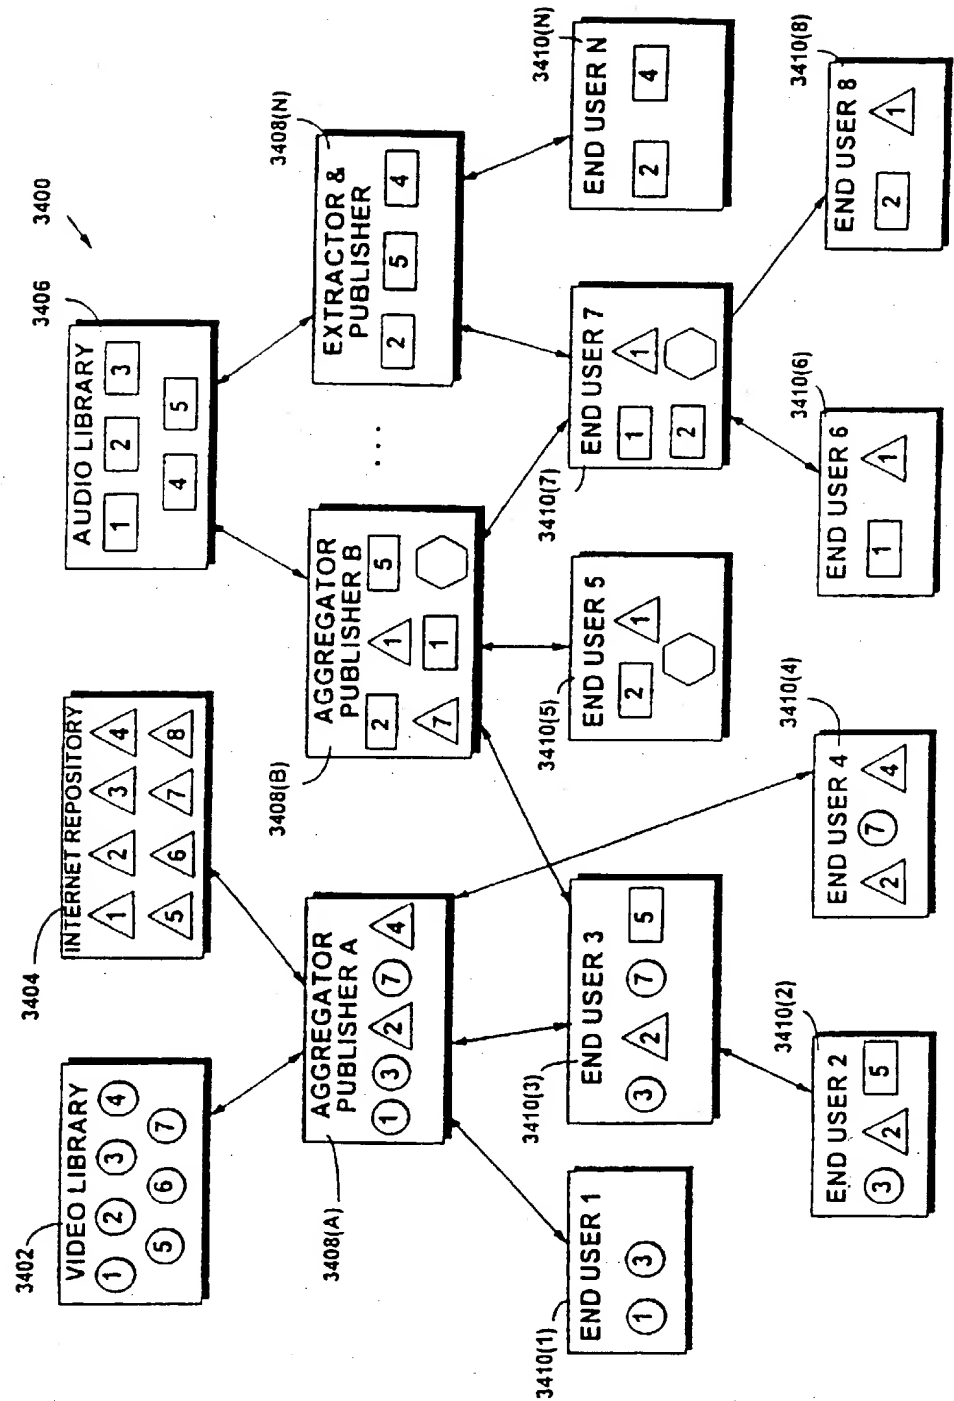 3400
3402
VIDEO LIBRARY
1 2 3 4
5 6 7
3404
INTERNET REPOSITORY
1 2 3 4
5 6 7 8
3406
AUDIO LIBRARY
1 2 3
4 5
3408(A)
AGGREGATOR
PUBLISHER A
1 3 2 7 4
3408(B)
AGGREGATOR
PUBLISHER B
2 1 5
7 1
...
3408(N)
EXTRACTOR &
PUBLISHER
2 5 4
3410(1)
END USER 1
1 3
3410(3)
END USER 3
3 2 7 5
3410(5)
END USER 5
2 1
3410(7)
END USER 7
1 1
2
3410(N)
END USER N
2 4
3410(2)
END USER 2
3 2 5
3410(4)
END USER 4
2 7 4
3410(6)
END USER 6
1 1
3410(8)
END USER 8
2 1